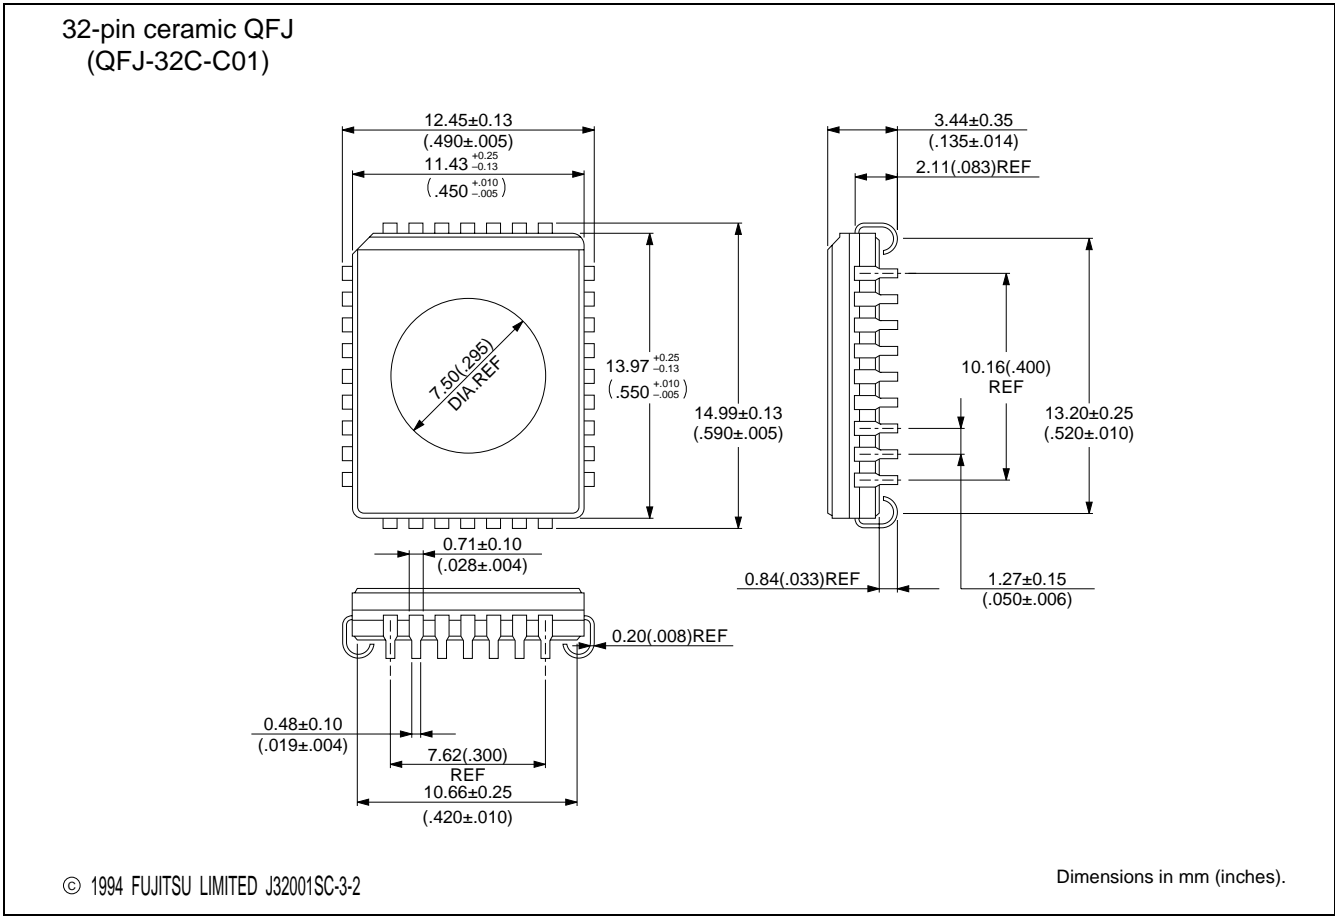 32-pin ceramic QFJ
(QFJ-32C-C01)
12.45±0.13
(.490±.005)
11.43 +0.25 –0.13
(.450 +.010 –.005)
3.44±0.35
(.135±.014)
2.11(.083)REF
7.50(.295)
DIA.REF
13.97 +0.25 –0.13
(.550 +.010 –.005)
14.99±0.13
(.590±.005)
10.16(.400)
REF
13.20±0.25
(.520±.010)
0.71±0.10
(.028±.004)
0.84(.033)REF
1.27±0.15
(.050±.006)
0.20(.008)REF
0.48±0.10
(.019±.004)
7.62(.300)
REF
10.66±0.25
(.420±.010)
© 1994 FUJITSU LIMITED J32001SC-3-2
Dimensions in mm (inches).